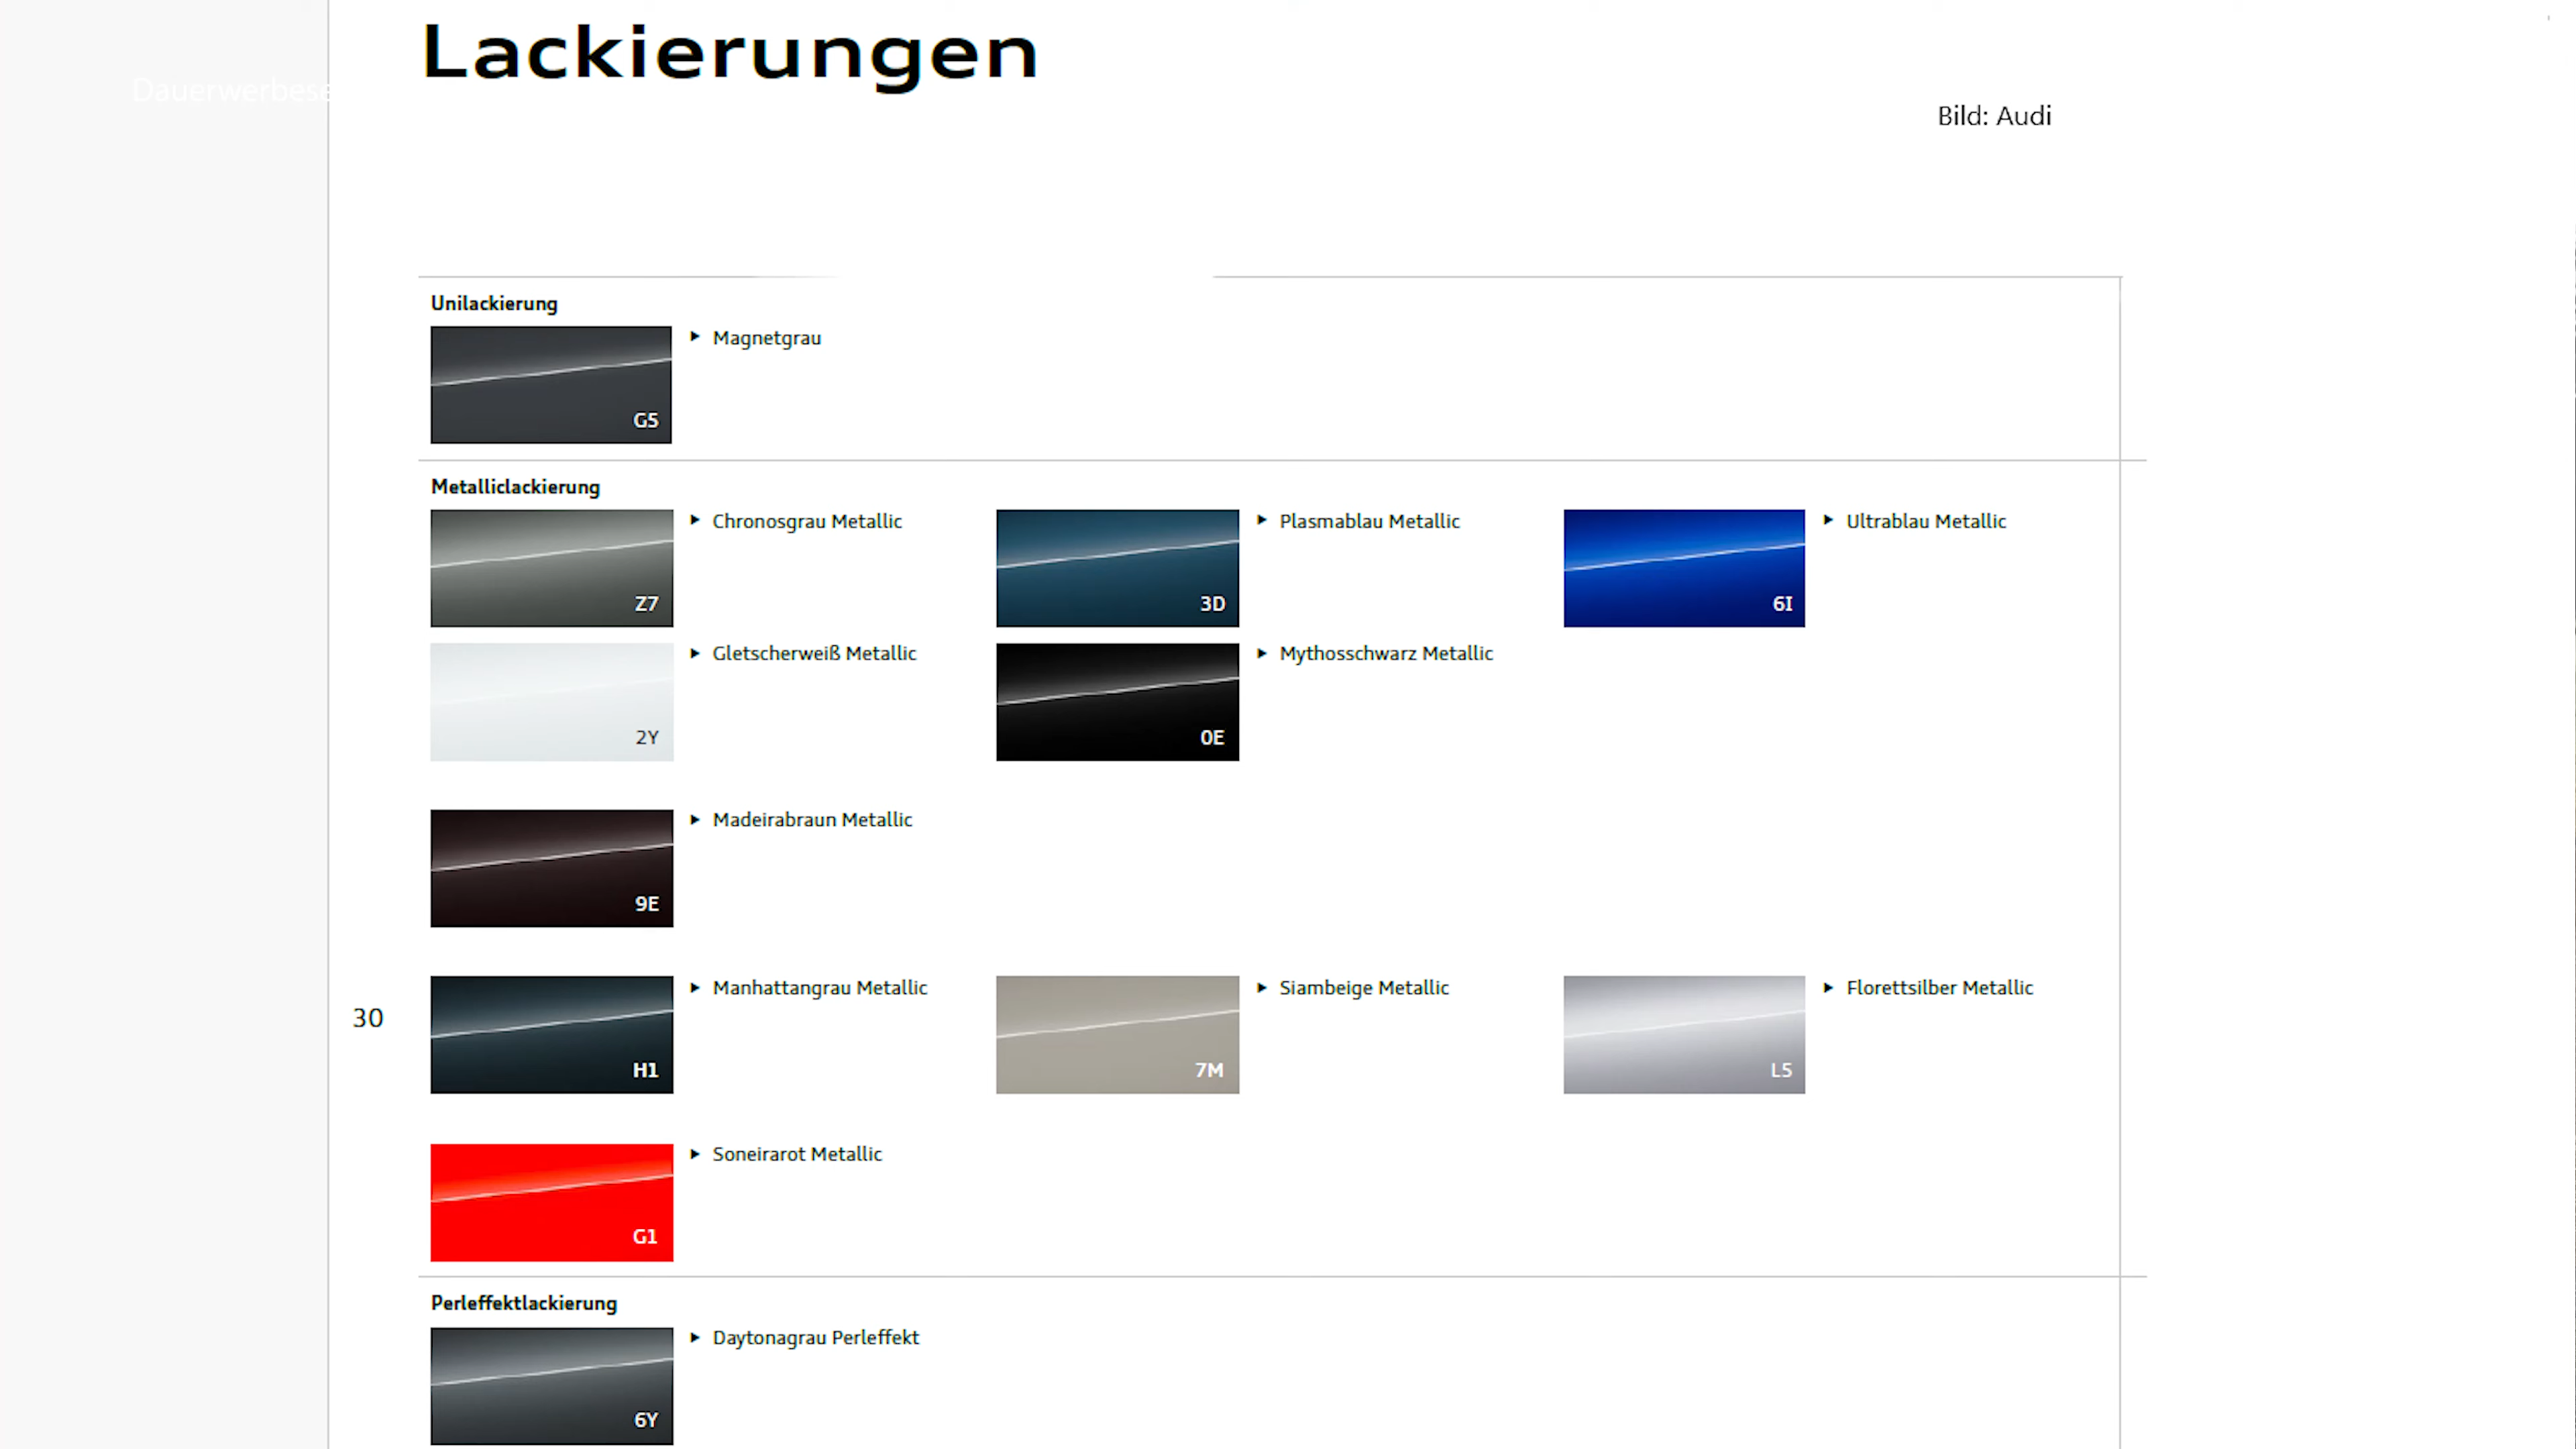 Lackierungen
Bild: Audi
Unilackierung
Magnetgrau
G5
Metalliclackierung
Chronosgrau Metallic
Z7
Plasmablau Metallic
3D
Ultrablau Metallic
6I
Gletscherweiß Metallic
2Y
Mythosschwarz Metallic
0E
Madeirabraun Metallic
9E
30
Manhattangrau Metallic
H1
Siambeige Metallic
7M
Florettsilber Metallic
L5
Soneirarot Metallic
G1
Perleffektlackierung
Daytonagrau Perleffekt
6Y